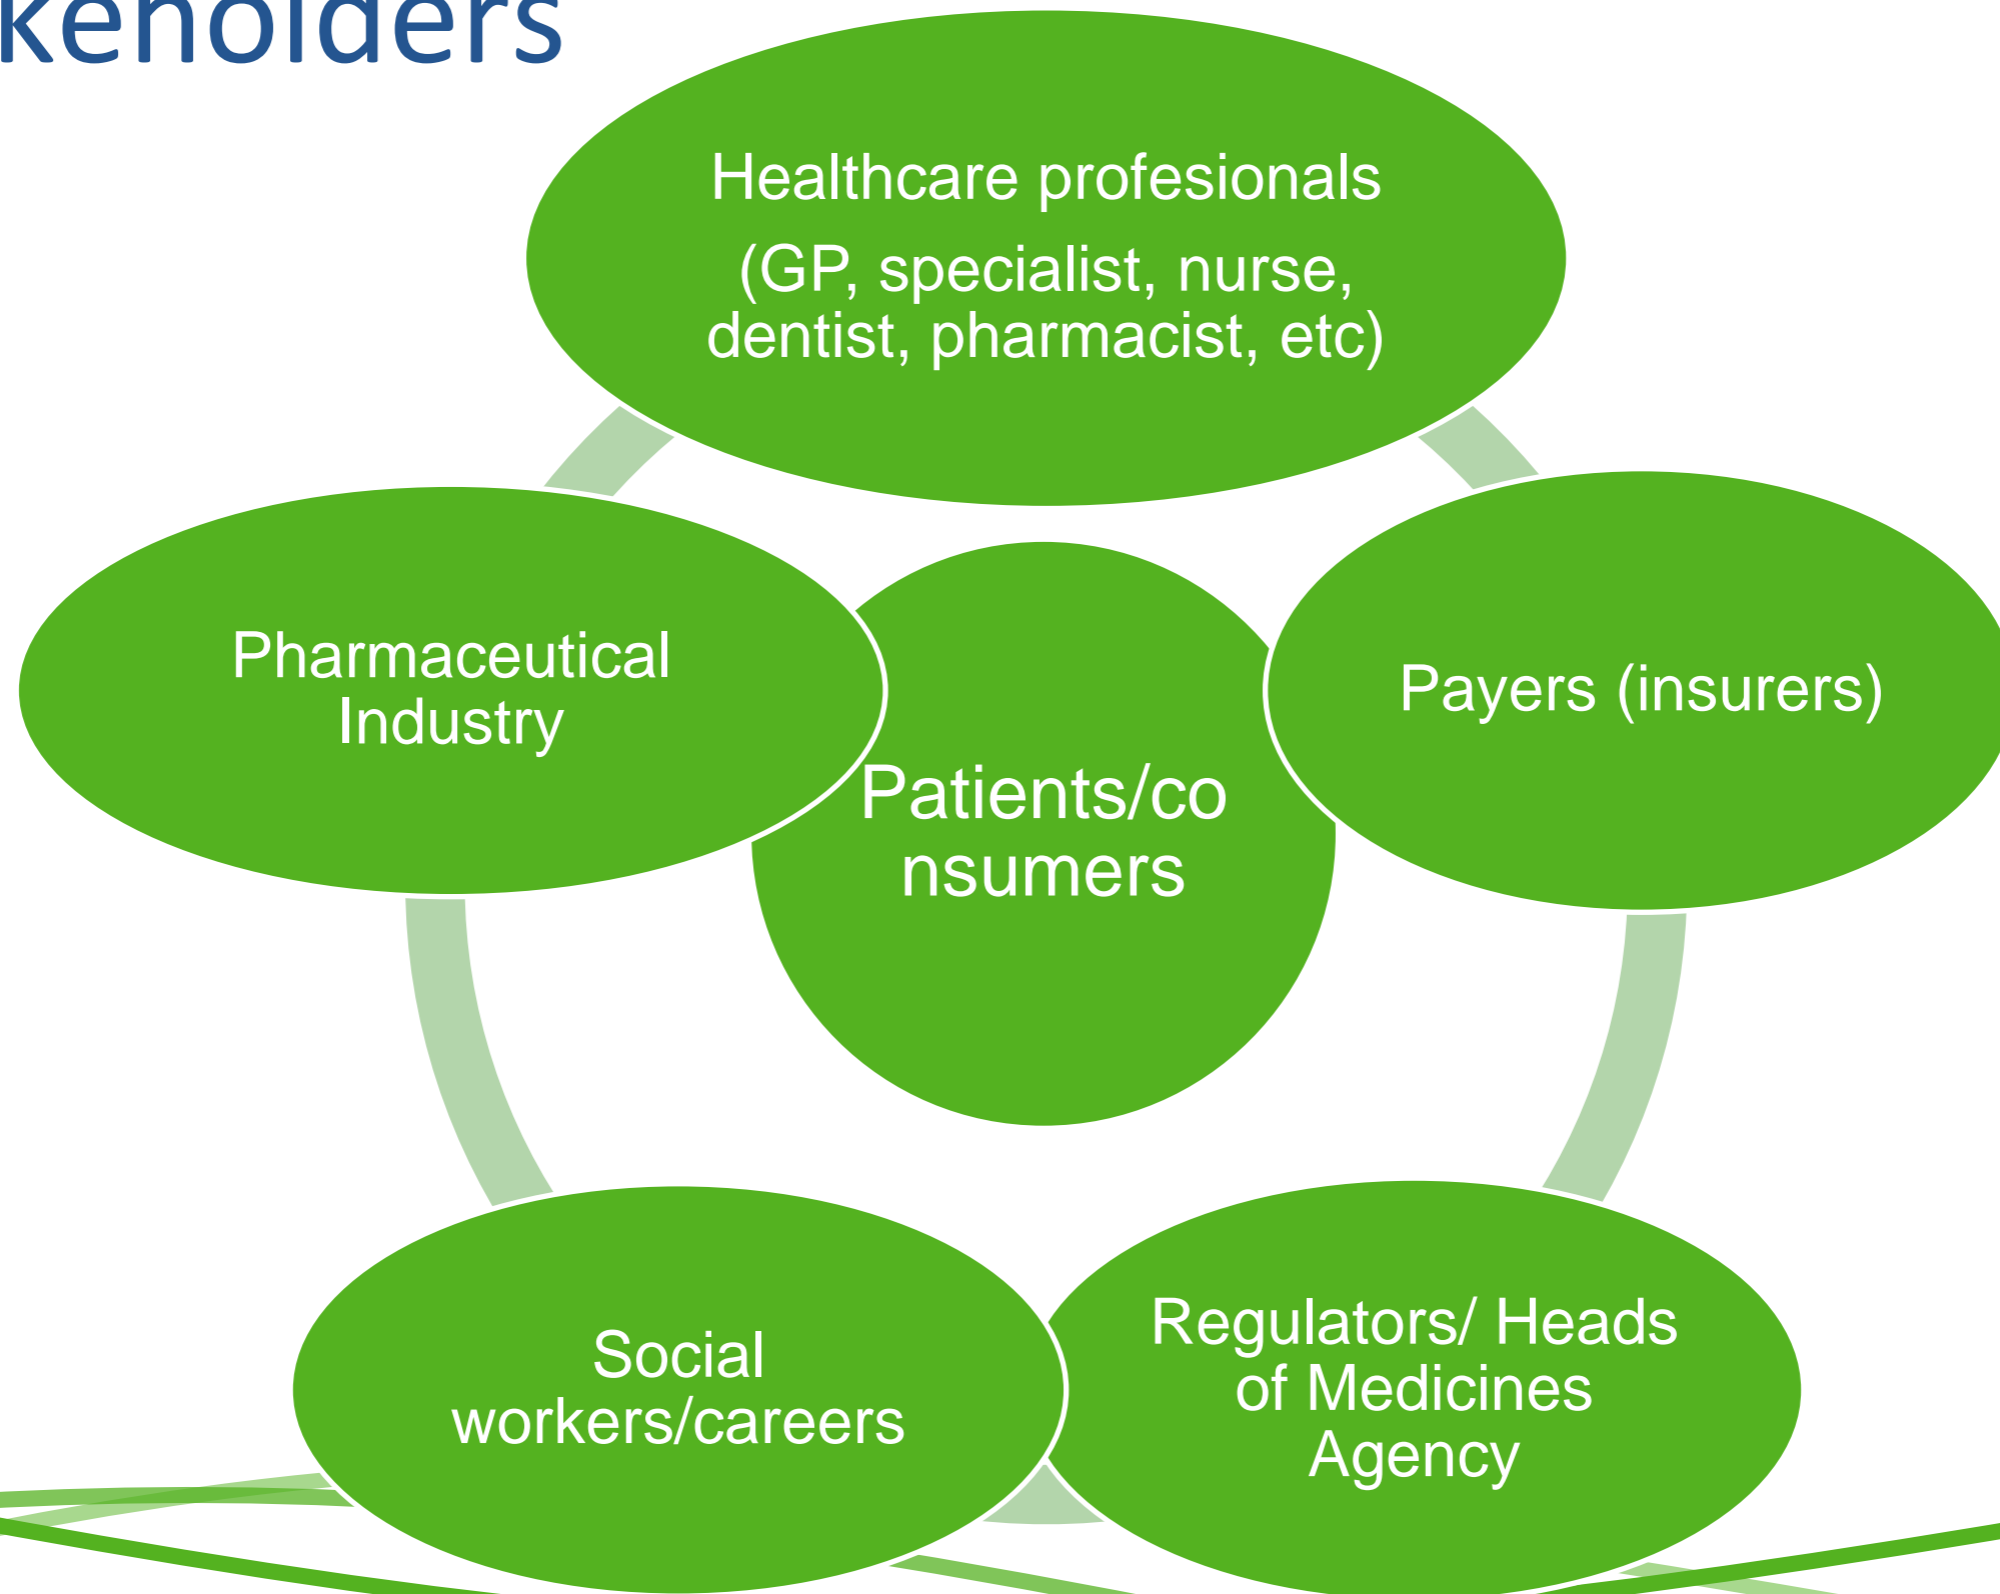 keholders
Healthcare profesionals
(GP, specialist, nurse,
dentist, pharmacist, etc)
Pharmaceutical
Industry
Payers (insurers)
Patients/co
nsumers
Social
workers/careers
Regulators/ Heads
of Medicines
Agency